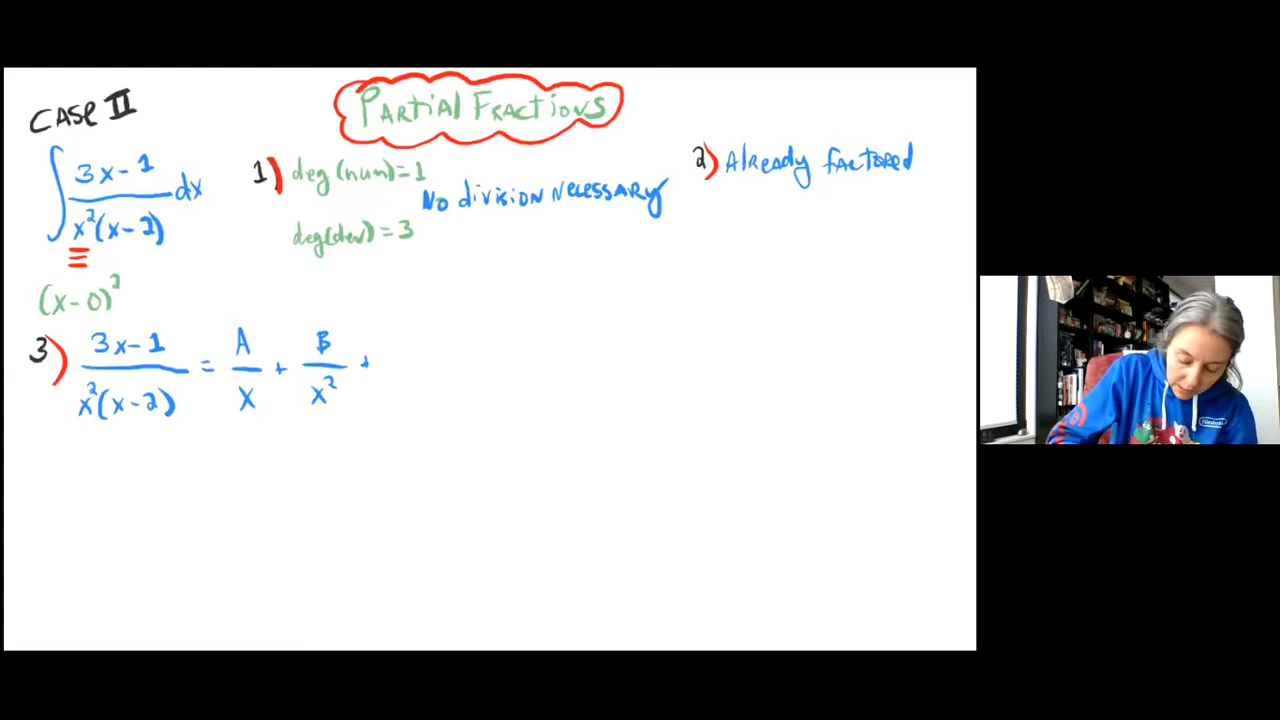 CASE II
PARTIAL FRACTIONS
∫ (3x-1)/(x²(x-2)) dx
1) deg(num)=1
No division necessary
deg(den)=3
2) Already factored
(x-0)²
3) (3x-1)/(x²(x-2)) = A/x + B/x² +